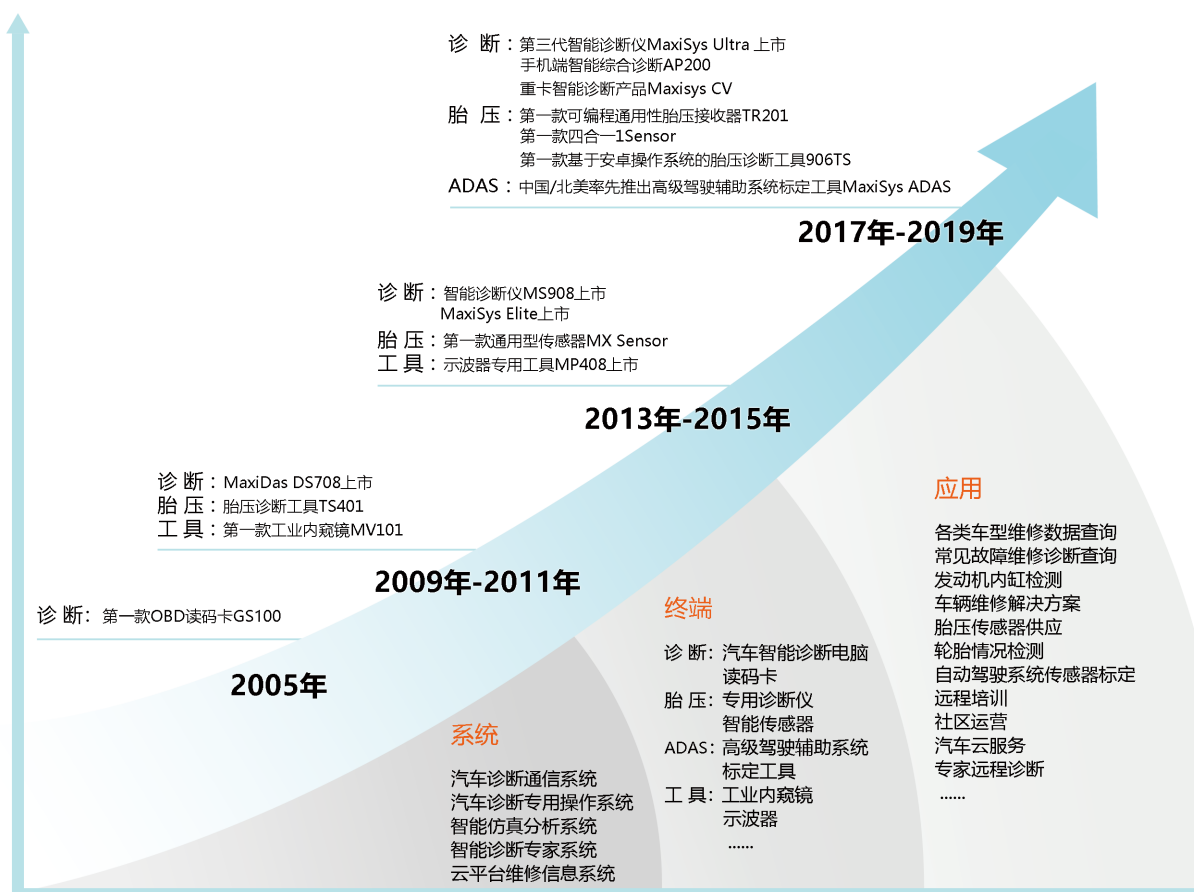 诊 断：第三代智能诊断仪MaxiSys Ultra 上市
手机端智能综合诊断AP200
重卡智能诊断产品Maxisys CV
胎 压：第一款可编程通用性胎压接收器TR201
第一款四合一1Sensor
第一款基于安卓操作系统的胎压诊断工具906TS
ADAS：中国/北美率先推出高级驾驶辅助系统标定工具MaxiSys ADAS
2017年-2019年
诊 断：智能诊断仪MS908上市
MaxiSys Elite上市
胎 压：第一款通用型传感器MX Sensor
工 具：示波器专用工具MP408上市
2013年-2015年
诊 断：MaxiDas DS708上市
胎 压：胎压诊断工具TS401
工 具：第一款工业内窥镜MV101
2009年-2011年
诊 断：第一款OBD读码卡GS100
2005年
系统
汽车诊断通信系统
汽车诊断专用操作系统
智能仿真分析系统
智能诊断专家系统
云平台维修信息系统
终端
诊 断：汽车智能诊断电脑
读码卡
胎 压：专用诊断仪
智能传感器
ADAS：高级驾驶辅助系统
标定工具
工 具：工业内窥镜
示波器
......
应用
各类车型维修数据查询
常见故障维修诊断查询
发动机内缸检测
车辆维修解决方案
胎压传感器供应
轮胎情况检测
自动驾驶系统传感器标定
远程培训
社区运营
汽车云服务
专家远程诊断
......